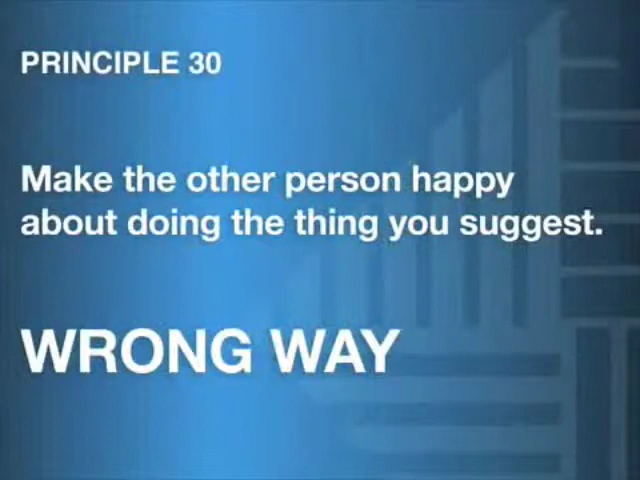 PRINCIPLE 30
Make the other person happy
about doing the thing you suggest.
WRONG WAY